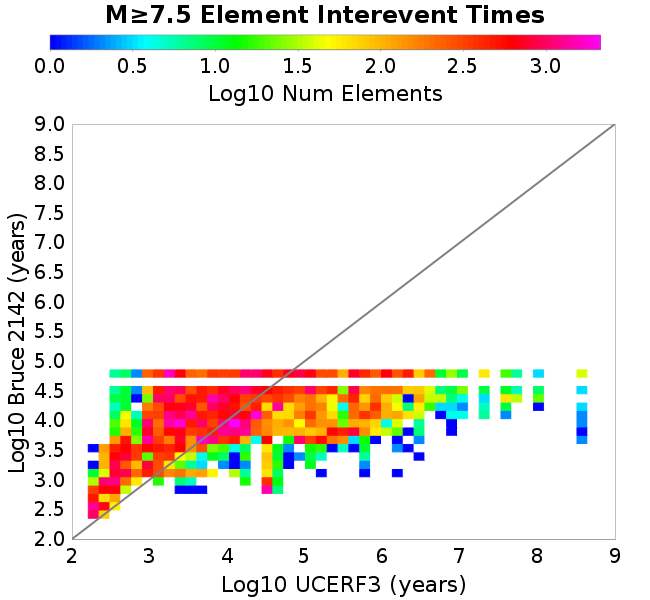 M≥7.5 Element Interevent Times
0.0 0.5 1.0 1.5 2.0 2.5 3.0
Log10 Num Elements
9.0
8.5
8.0
7.5
7.0
6.5
6.0
5.5
5.0
4.5
4.0
3.5
3.0
2.5
2.0
Log10 Bruce 2142 (years)
2 3 4 5 6 7 8 9
Log10 UCERF3 (years)